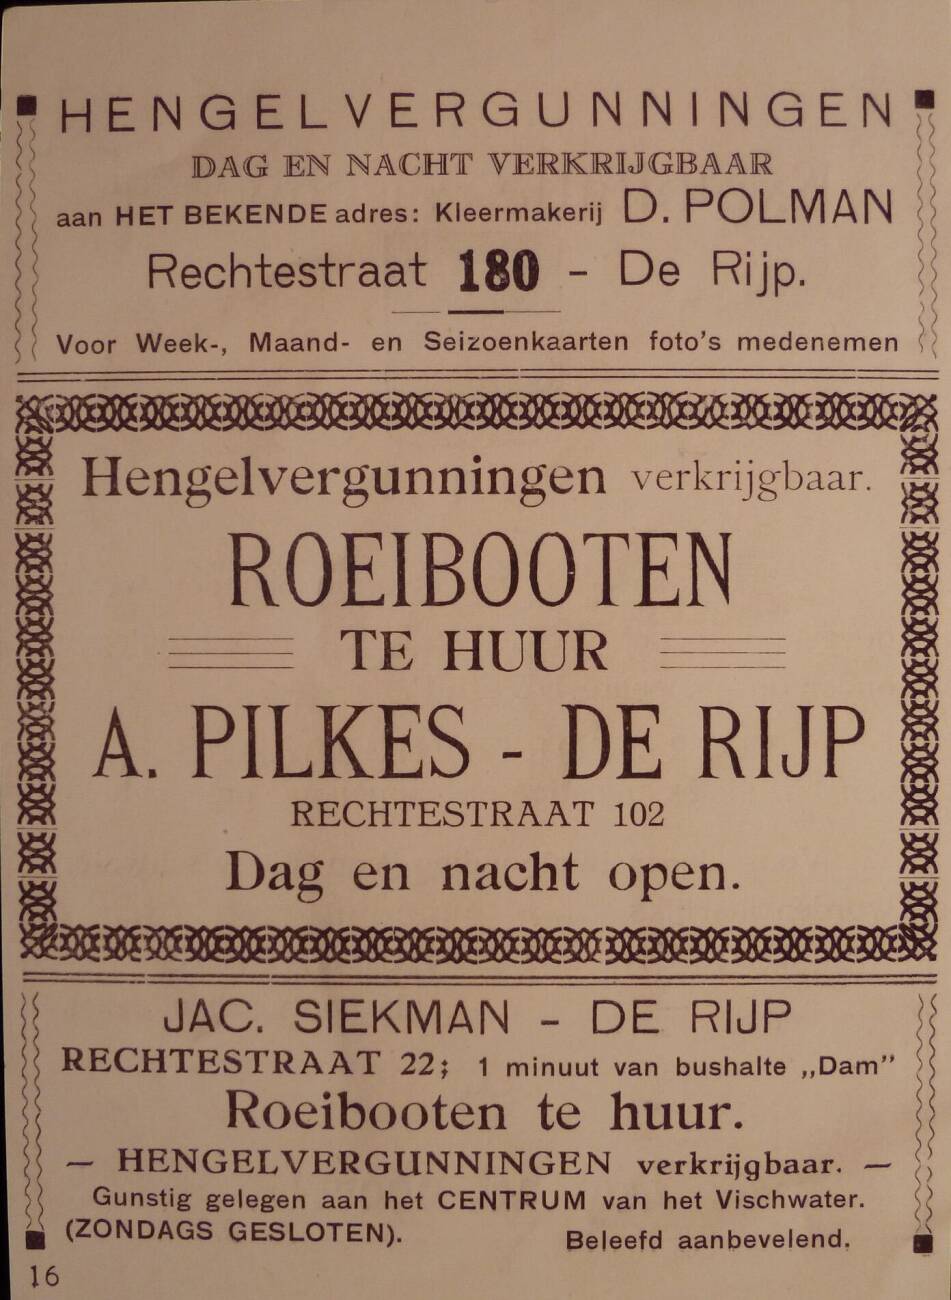 HENGELVERGUNNINGEN
DAG EN NACHT VERKRIJGBAAR
aan HET BEKENDE adres: Kleermakerij D. POLMAN
Rechtestraat 180 - De Rijp.
Voor Week-, Maand- en Seizoenkaarten foto's medenemen
Hengelvergunningen verkrijgbaar.
ROEIBOOTEN
TE HUUR
A. PILKES - DE RIJP
RECHTESTRAAT 102
Dag en nacht open.
JAC. SIEKMAN - DE RIJP
RECHTESTRAAT 22; 1 minuut van bushalte „Dam”
Roeibooten te huur.
— HENGELVERGUNNINGEN verkrijgbaar. —
Gunstig gelegen aan het CENTRUM van het Vischwater.
(ZONDAGS GESLOTEN). Beleefd aanbevelend.
16